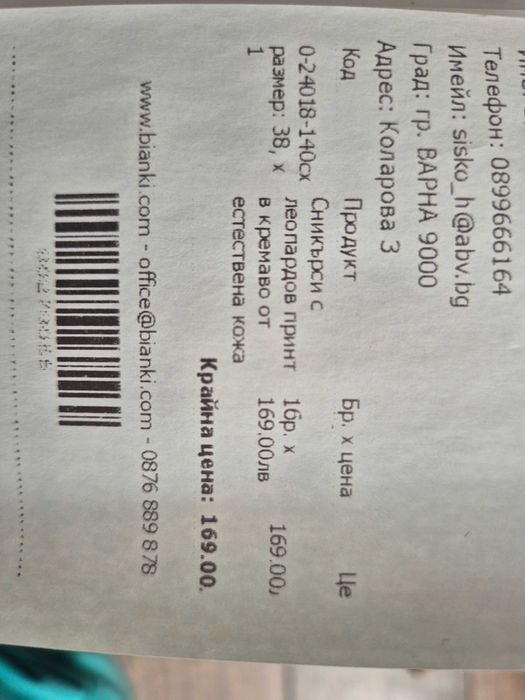 Телефон: 0899666164
Имейл: sisko_h@abv.bg
Град: гр. ВАРНА 9000
Адрес: Коларова 3
Код Продукт Бр. х цена Це
0-24018-140сх Сникърси с 1бр. х 169.00,
размер: 38, х леопардов принт 169.00лв
1 в кремаво от
естествена кожа
Крайна цена: 169.00.
www.bianki.com - office@bianki.com - 0876 889 878